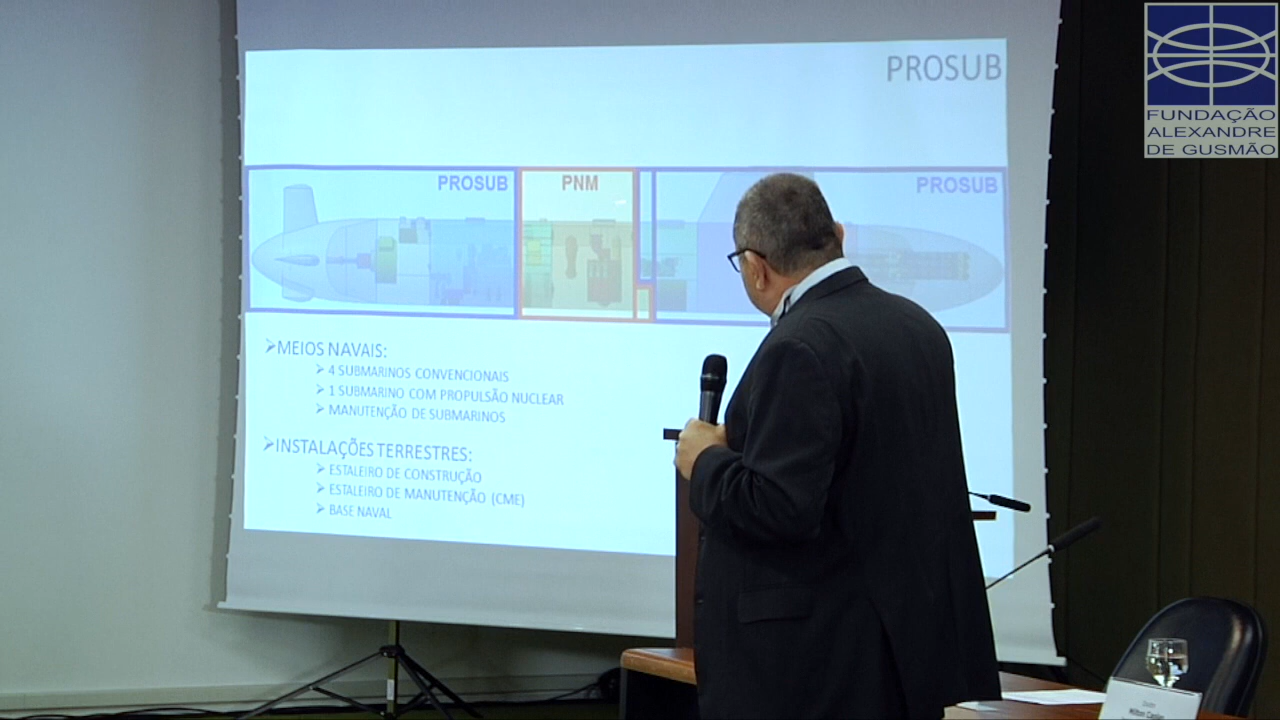 PROSUB
PROSUB
PNM
PROSUB
MEIOS NAVAIS:
4 SUBMARINOS CONVENCIONAIS
1 SUBMARINO COM PROPULSÃO NUCLEAR
MANUTENÇÃO DE SUBMARINOS
INSTALAÇÕES TERRESTRES:
ESTALEIRO DE CONSTRUÇÃO
ESTALEIRO DE MANUTENÇÃO (CME)
BASE NAVAL
FUNDAÇÃO
ALEXANDRE
DE GUSMÃO